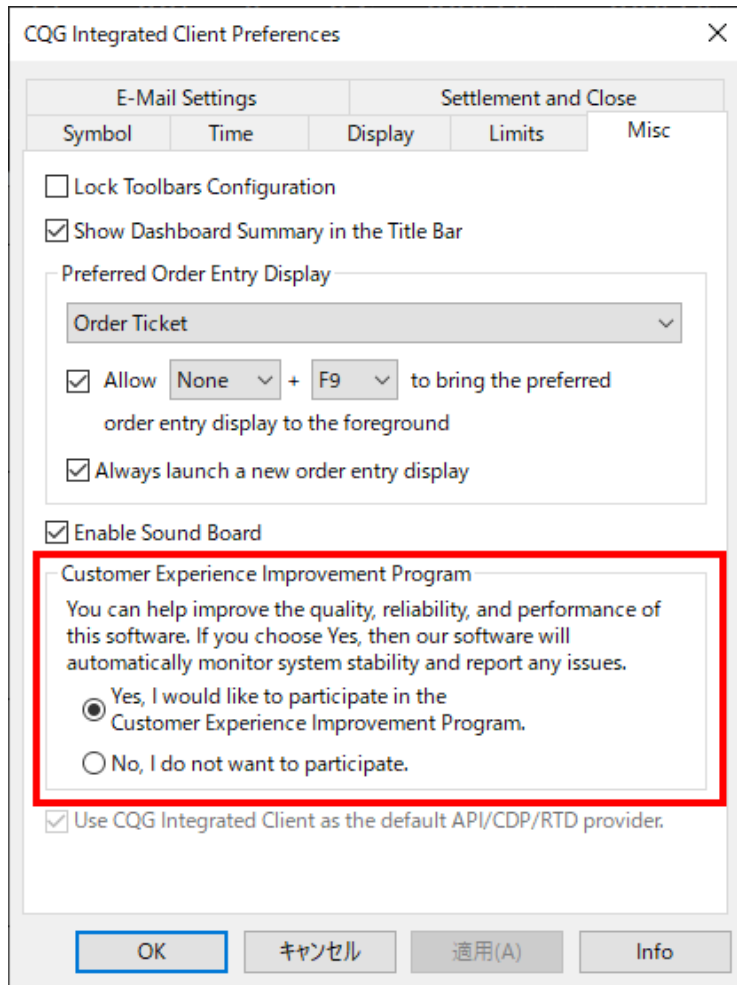 CQG Integrated Client Preferences
E-Mail Settings Settlement and Close
Symbol Time Display Limits Misc
Lock Toolbars Configuration
Show Dashboard Summary in the Title Bar
Preferred Order Entry Display
Order Ticket
Allow None + F9 to bring the preferred
order entry display to the foreground
Always launch a new order entry display
Enable Sound Board
Customer Experience Improvement Program
You can help improve the quality, reliability, and performance of
this software. If you choose Yes, then our software will
automatically monitor system stability and report any issues.
Yes, I would like to participate in the
Customer Experience Improvement Program.
No, I do not want to participate.
Use CQG Integrated Client as the default API/CDP/RTD provider.
OK キャンセル 適用(A) Info